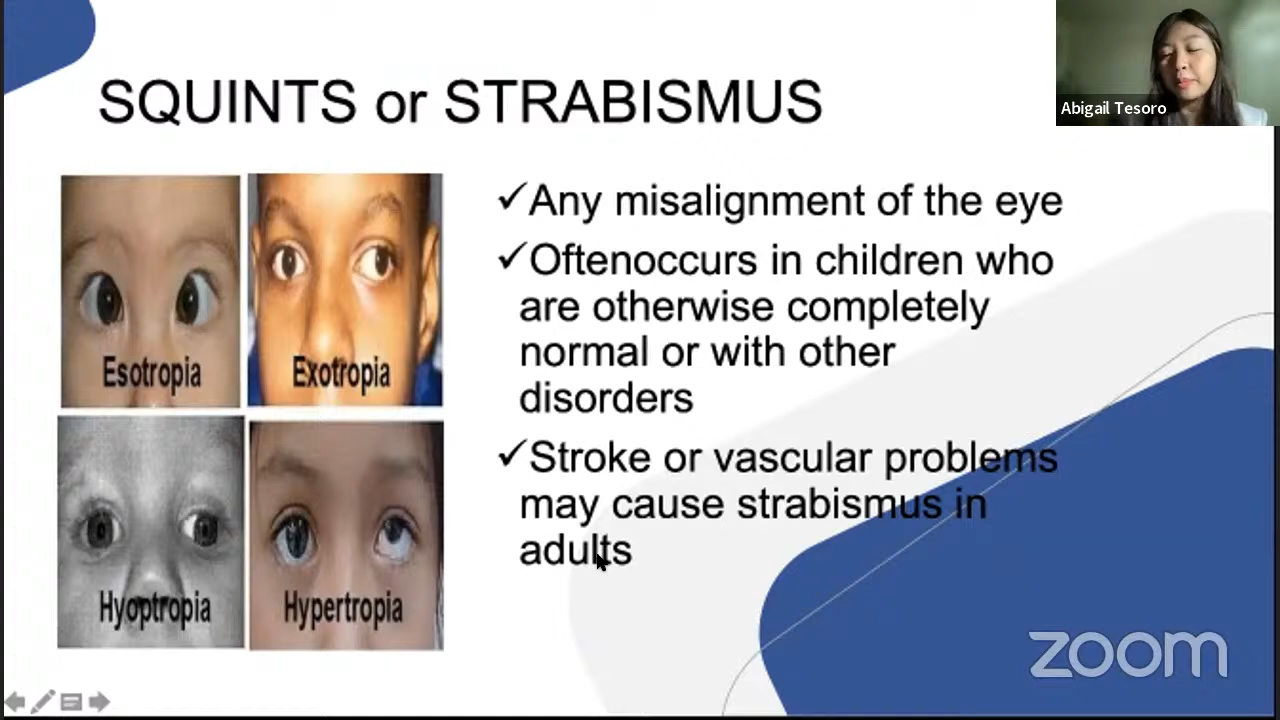 SQUINTS or STRABISMUS
Abigail Tesoro
✓Any misalignment of the eye
✓Oftenoccurs in children who
are otherwise completely
normal or with other
disorders
✓Stroke or vascular problems
may cause strabismus in
adults
Esotropia
Exotropia
Hyoptropia
Hypertropia
zoom